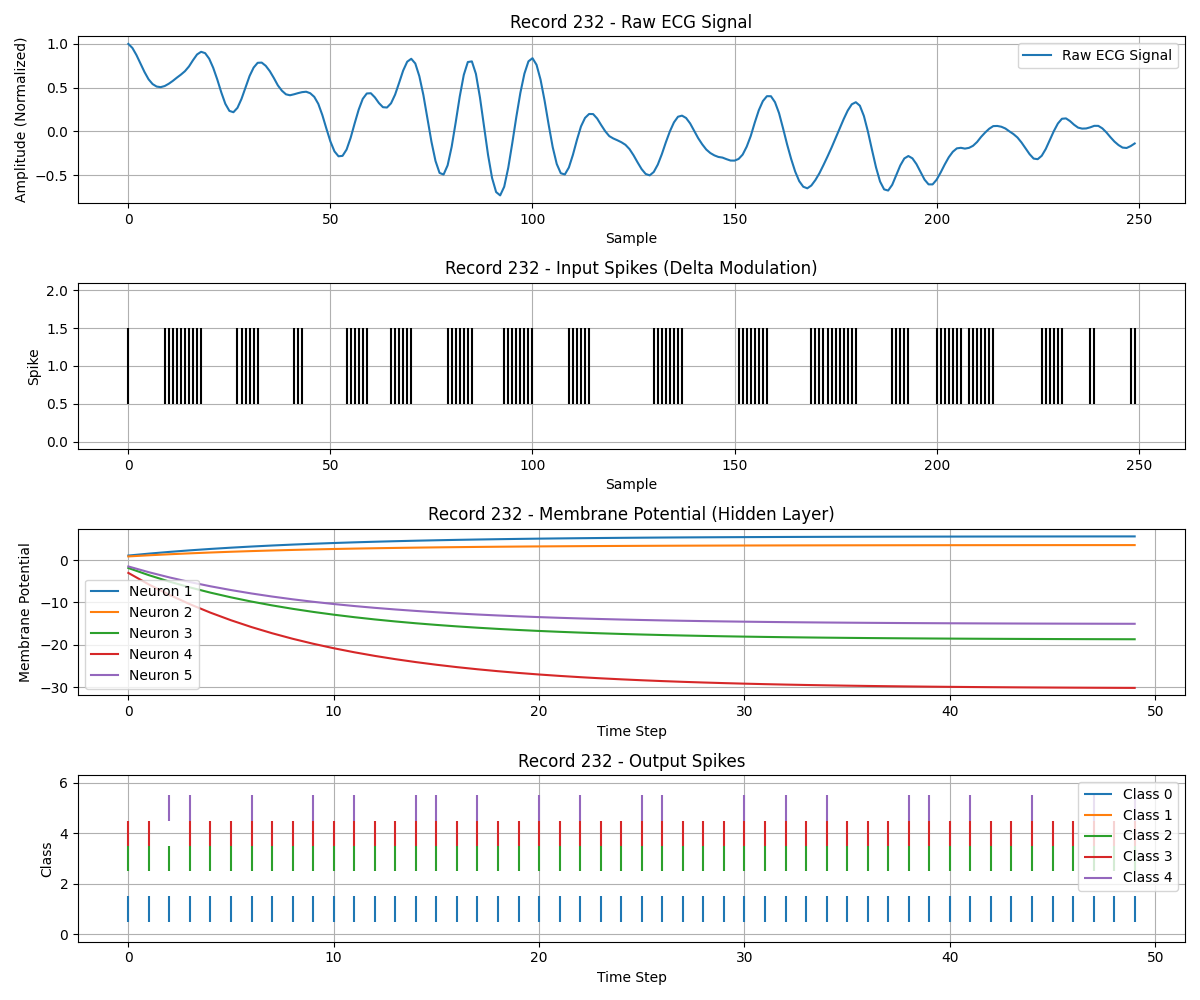 Record 232 - Raw ECG Signal
Amplitude (Normalized)
1.0
0.5
0.0
−0.5
Raw ECG Signal
0 50 100 150 200 250
Sample
Record 232 - Input Spikes (Delta Modulation)
Spike
2.0
1.5
1.0
0.5
0.0
0 50 100 150 200 250
Sample
Record 232 - Membrane Potential (Hidden Layer)
Membrane Potential
0
−10
−20
−30
Neuron 1
Neuron 2
Neuron 3
Neuron 4
Neuron 5
0 10 20 30 40 50
Time Step
Record 232 - Output Spikes
Class
6
4
2
0
Class 0
Class 1
Class 2
Class 3
Class 4
0 10 20 30 40 50
Time Step